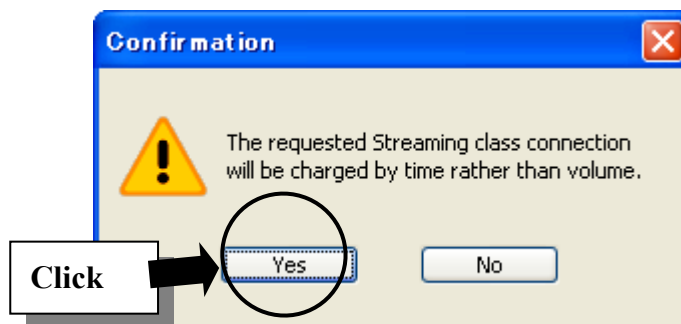 Confirmation
The requested Streaming class connection
will be charged by time rather than volume.
Click
Yes
No